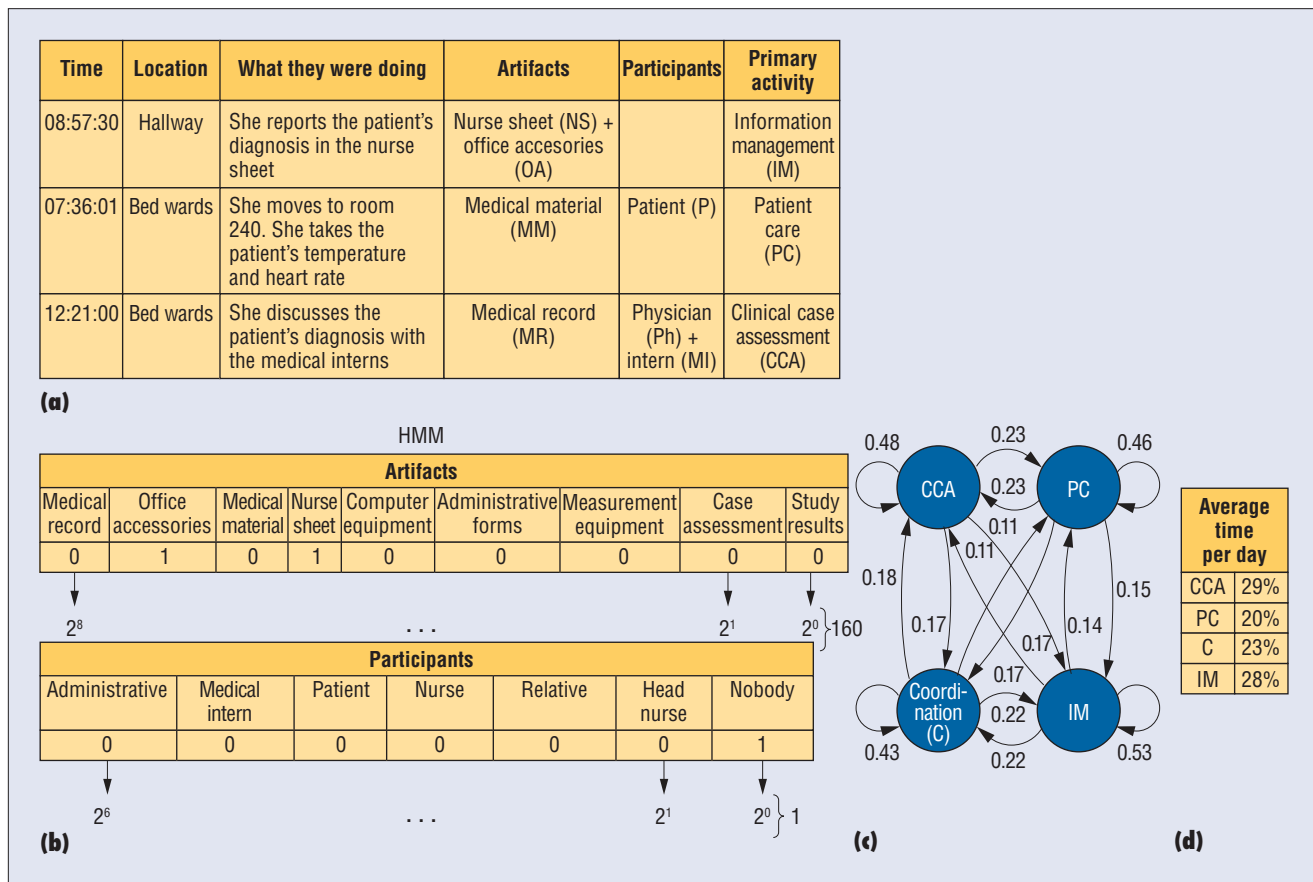 Time Location What they were doing Artifacts Participants Primary activity
08:57:30 Hallway She reports the patient's diagnosis in the nurse sheet Nurse sheet (NS) + office accesories (OA) Information management (IM)
07:36:01 Bed wards She moves to room 240. She takes the patient's temperature and heart rate Medical material (MM) Patient (P) Patient care (PC)
12:21:00 Bed wards She discusses the patient's diagnosis with the medical interns Medical record (MR) Physician (Ph) + intern (MI) Clinical case assessment (CCA)
(a)
HMM
Artifacts
Medical record Office accessories Medical material Nurse sheet Computer equipment Administrative forms Measurement equipment Case assessment Study results
0 1 0 1 0 0 0 0 0
2⁸ . . . 2¹ 2⁰ } 160
Participants
Administrative Medical intern Patient Nurse Relative Head nurse Nobody
0 0 0 0 0 0 1
2⁶ . . . 2¹ 2⁰ } 1
(b)
0.48 0.23 0.46
CCA PC
0.23
0.11
0.11
0.18 0.15
0.17 0.17 0.14
0.17
Coordi-
nation
(C)
IM
0.22
0.43 0.22 0.53
(c)
Average
time
per day
CCA 29%
PC 20%
C 23%
IM 28%
(d)